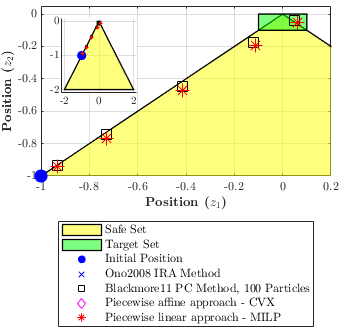 0
-1
-2
-2
0
2
0
-0.2
-0.4
-0.6
-0.8
-1
Position (z₂)
-1
-0.8
-0.6
-0.4
-0.2
0
0.2
Position (z₁)
Safe Set
Target Set
Initial Position
Ono2008 IRA Method
Blackmore11 PC Method, 100 Particles
Piecewise affine approach - CVX
Piecewise linear approach - MILP